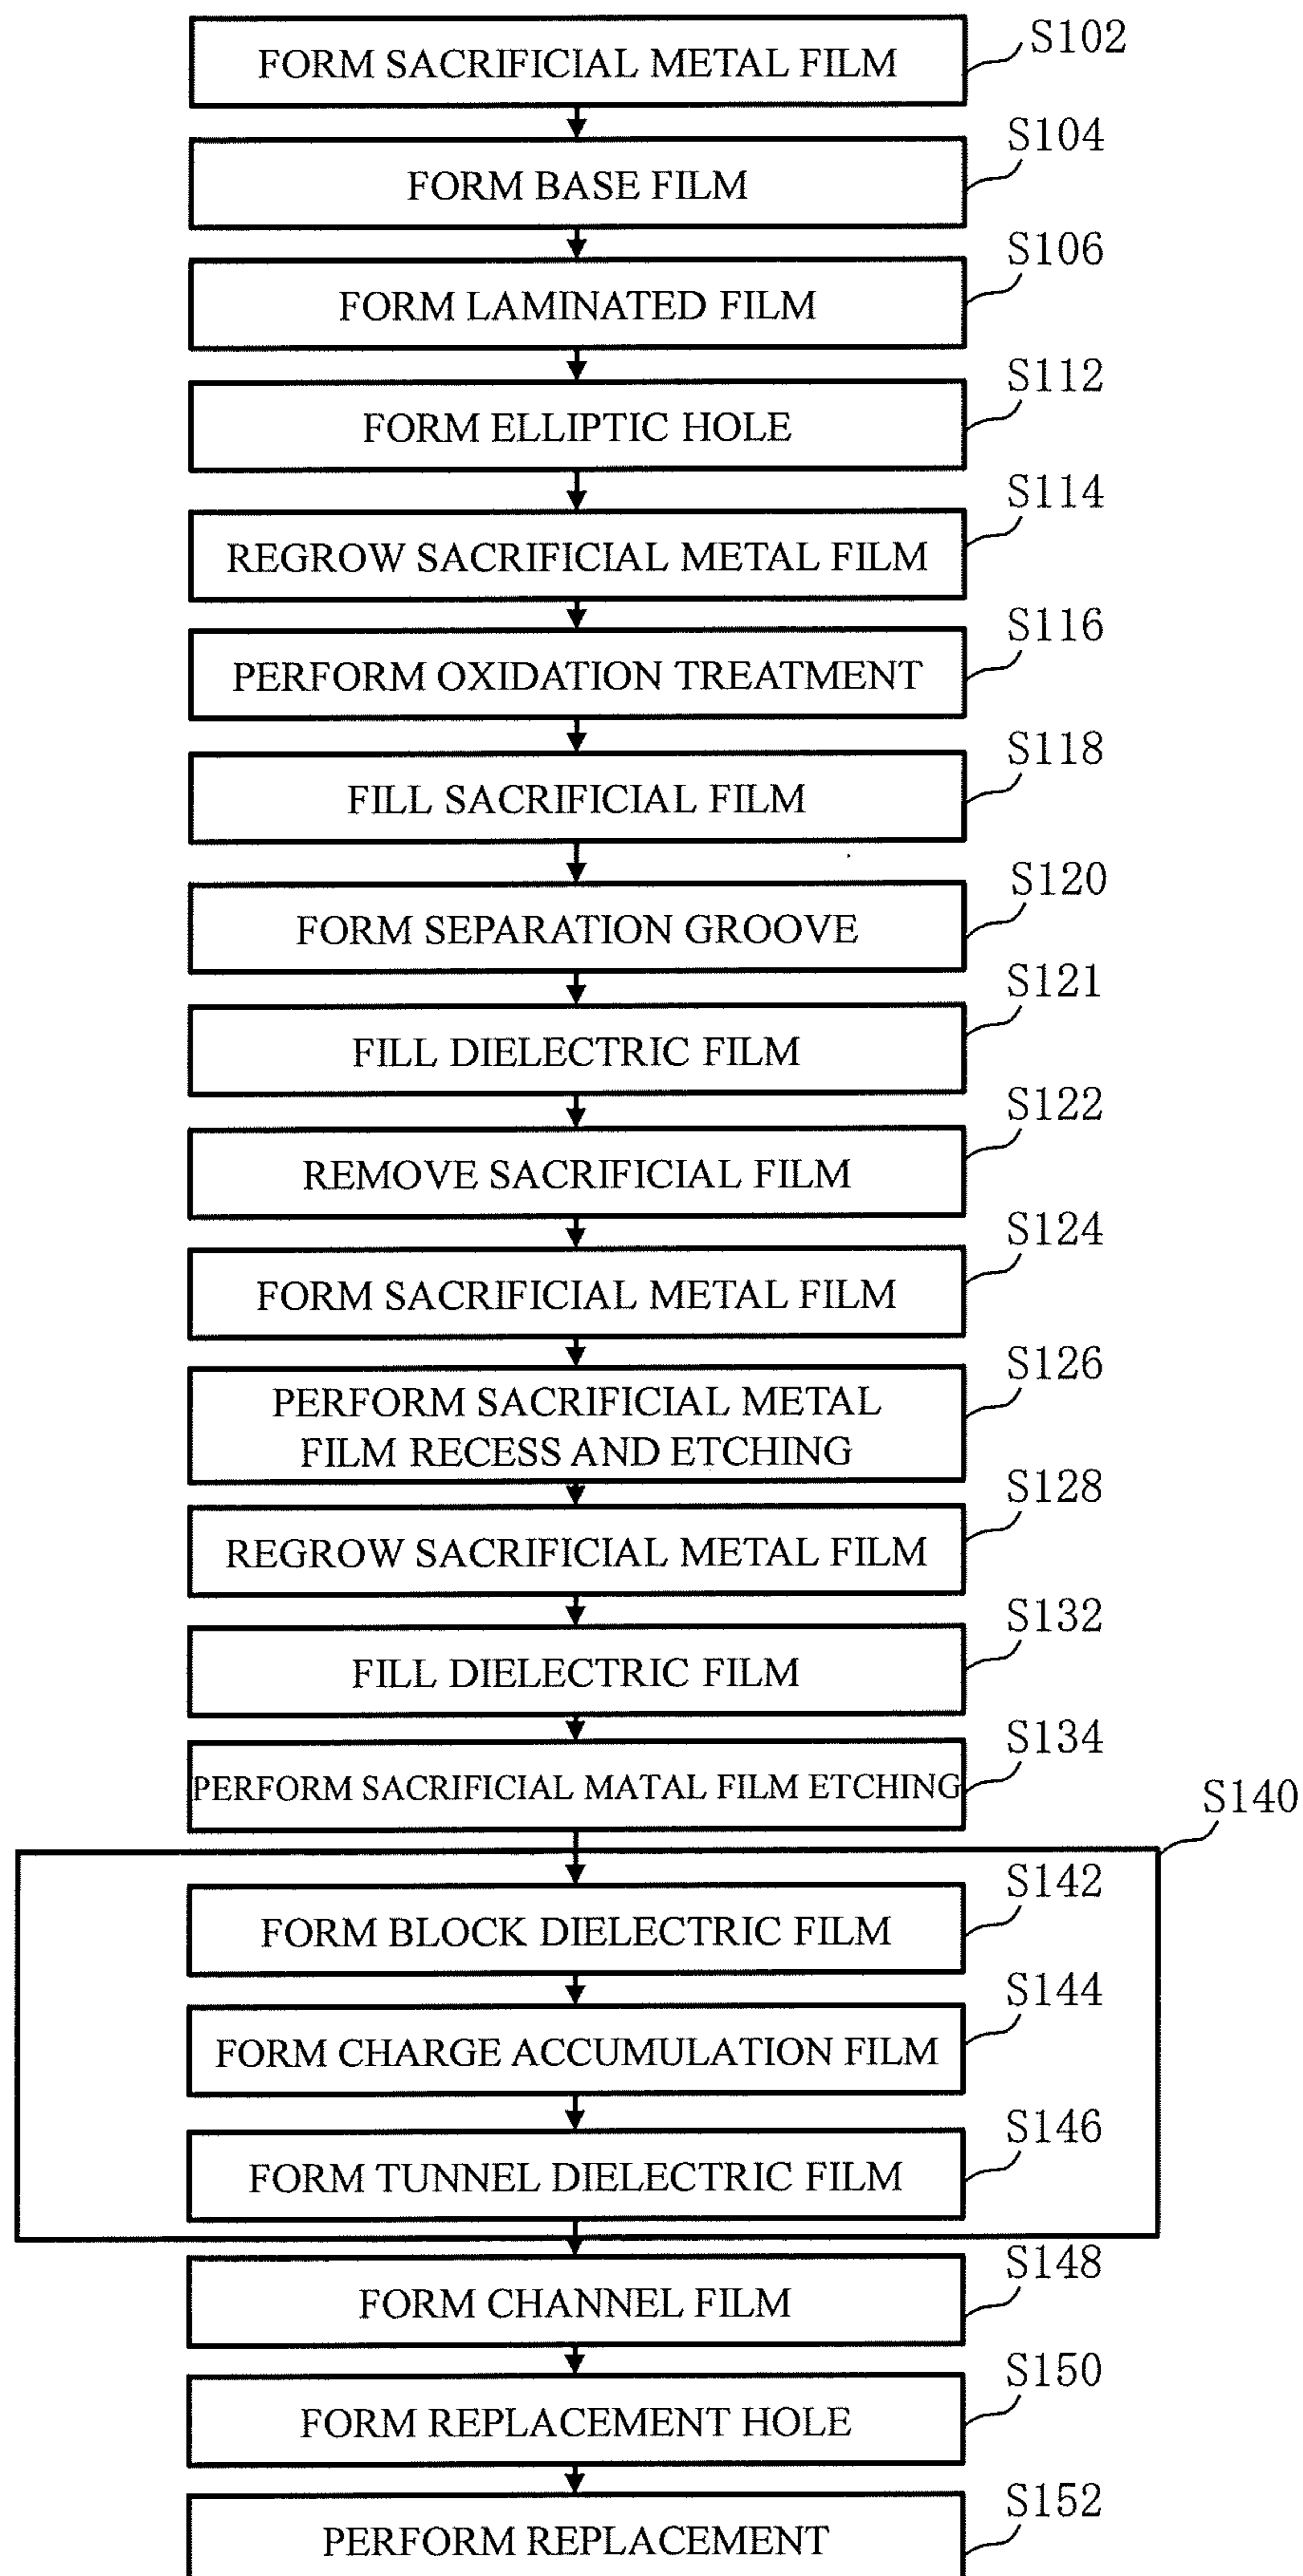 FORM SACRIFICIAL METAL FILM
S102
FORM BASE FILM
S104
FORM LAMINATED FILM
S106
FORM ELLIPTIC HOLE
S112
REGROW SACRIFICIAL METAL FILM
S114
PERFORM OXIDATION TREATMENT
S116
FILL SACRIFICIAL FILM
S118
FORM SEPARATION GROOVE
S120
FILL DIELECTRIC FILM
S121
REMOVE SACRIFICIAL FILM
S122
FORM SACRIFICIAL METAL FILM
S124
PERFORM SACRIFICIAL METAL
FILM RECESS AND ETCHING
S126
REGROW SACRIFICIAL METAL FILM
S128
FILL DIELECTRIC FILM
S132
PERFORM SACRIFICIAL MATAL FILM ETCHING
S134
S140
FORM BLOCK DIELECTRIC FILM
S142
FORM CHARGE ACCUMULATION FILM
S144
FORM TUNNEL DIELECTRIC FILM
S146
FORM CHANNEL FILM
S148
FORM REPLACEMENT HOLE
S150
PERFORM REPLACEMENT
S152